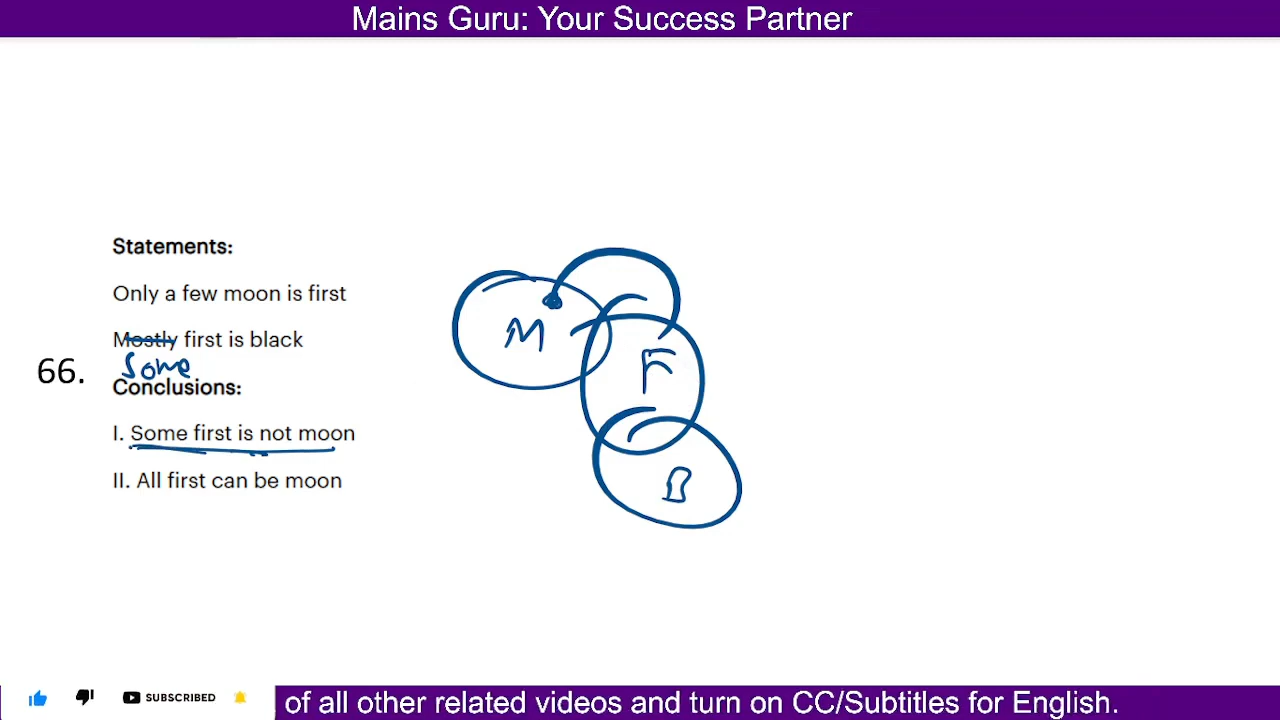 Mains Guru: Your Success Partner
Statements:
Only a few moon is first
Mostly first is black
Some
66.
Conclusions:
I. Some first is not moon
II. All first can be moon
M
F
B
SUBSCRIBED
of all other related videos and turn on CC/Subtitles for English.